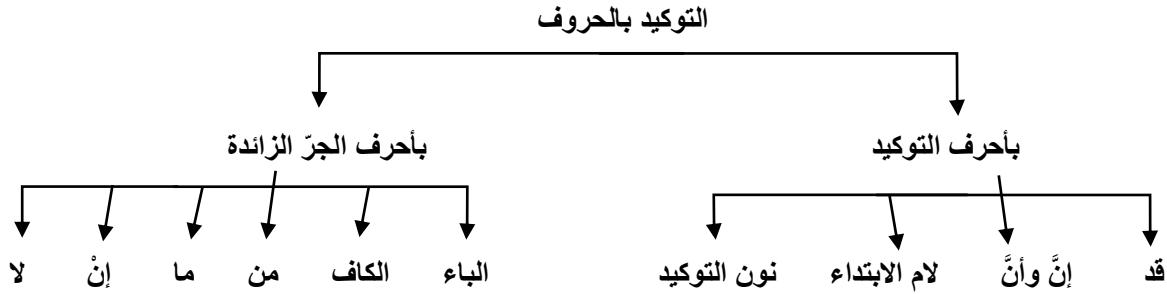 التوكيد بالحروف
بأحرف التوكيد
بأحرف الجرّ الزائدة
قد
إنَّ وأنَّ
لام الابتداء
نون التوكيد
الباء
الكاف
من
ما
إنْ
لا